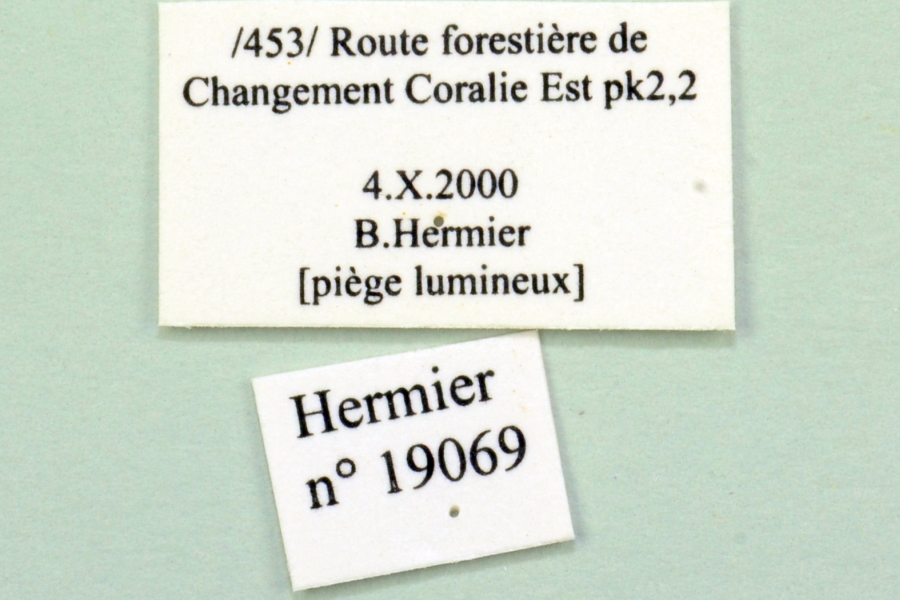 /453/ Route forestière de
Changement Coralie Est pk2,2
4.X.2000
B.Hermier
[piège lumineux]
Hermier
n° 19069